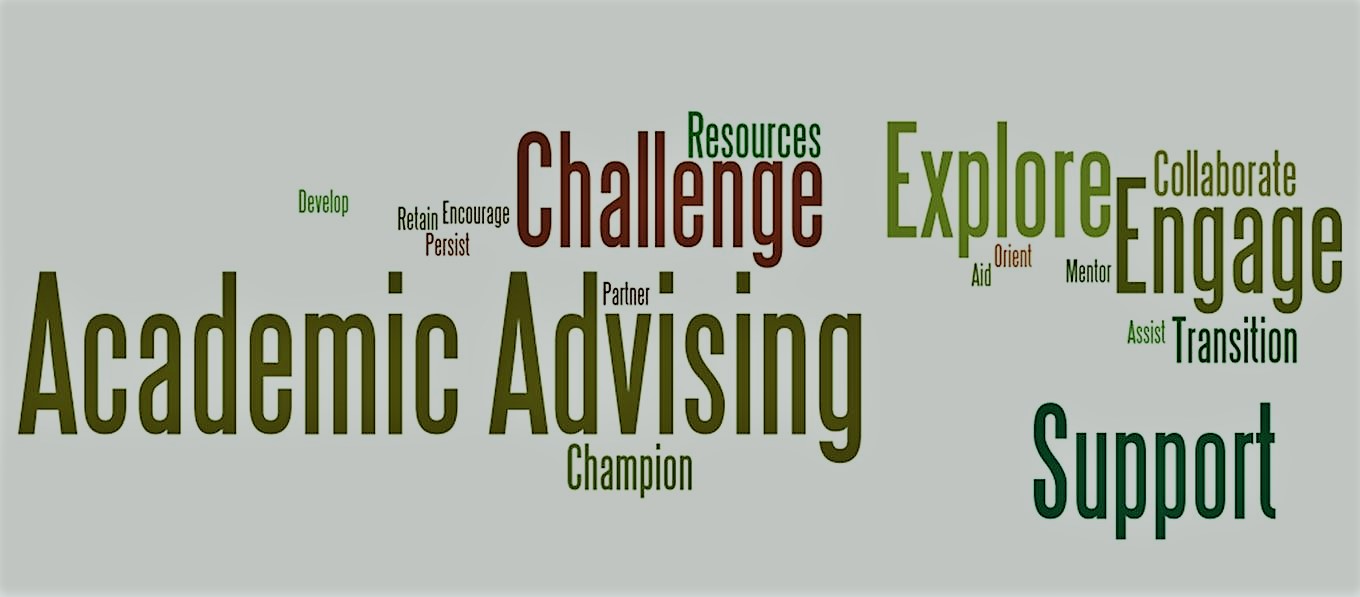 Resources
Challenge
Develop
Retain
Encourage
Persist
Partner
Academic Advising
Champion
Explore
Collaborate
Engage
Orient
Aid
Mentor
Assist
Transition
Support